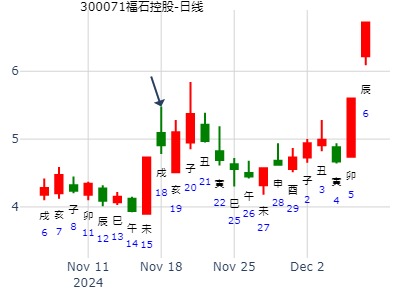 300071福石控股-日线
6
5
4
戌 亥 子 卯 辰 巳 午 未 戌 亥 子 丑 寅 巳 午 未 申 酉 子 丑 寅 卯 辰
6 7 8 11 12 13 14 15 18 19 20 21 22 25 26 27 28 29 2 3 4 5 6
Nov 11 Nov 18 Nov 25 Dec 2
2024